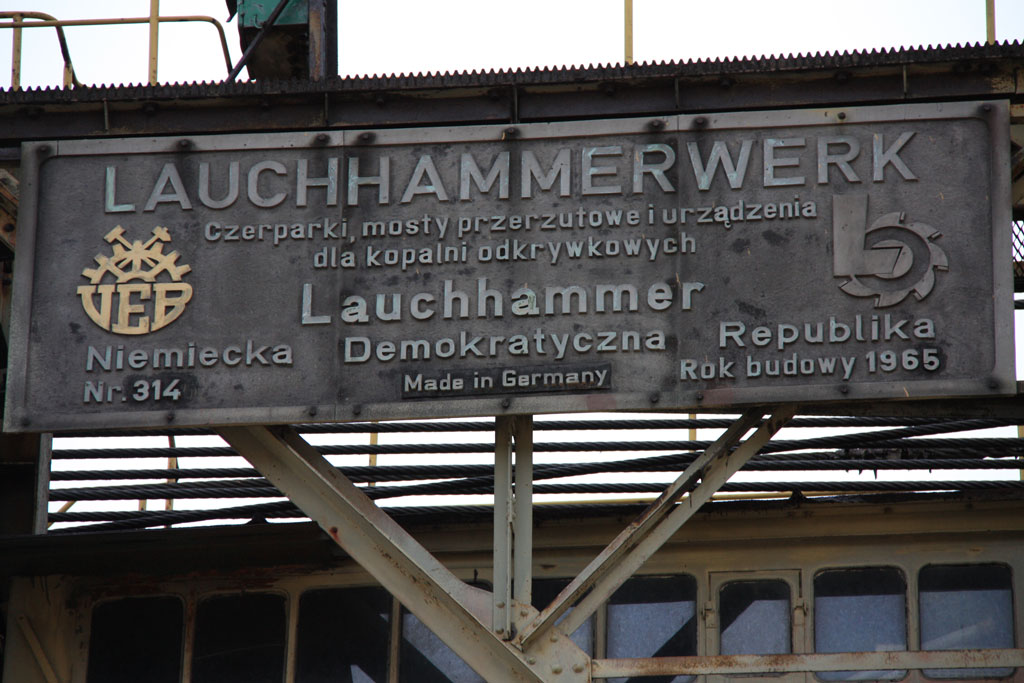 LAUCHHAMMERWERK
Czerparki, mosty przerzutowe i urządzenia
dla kopalni odkrywkowych
Lauchhammer
VEB
Niemiecka Demokratyczna Republika
Nr. 314 Made in Germany Rok budowy 1965